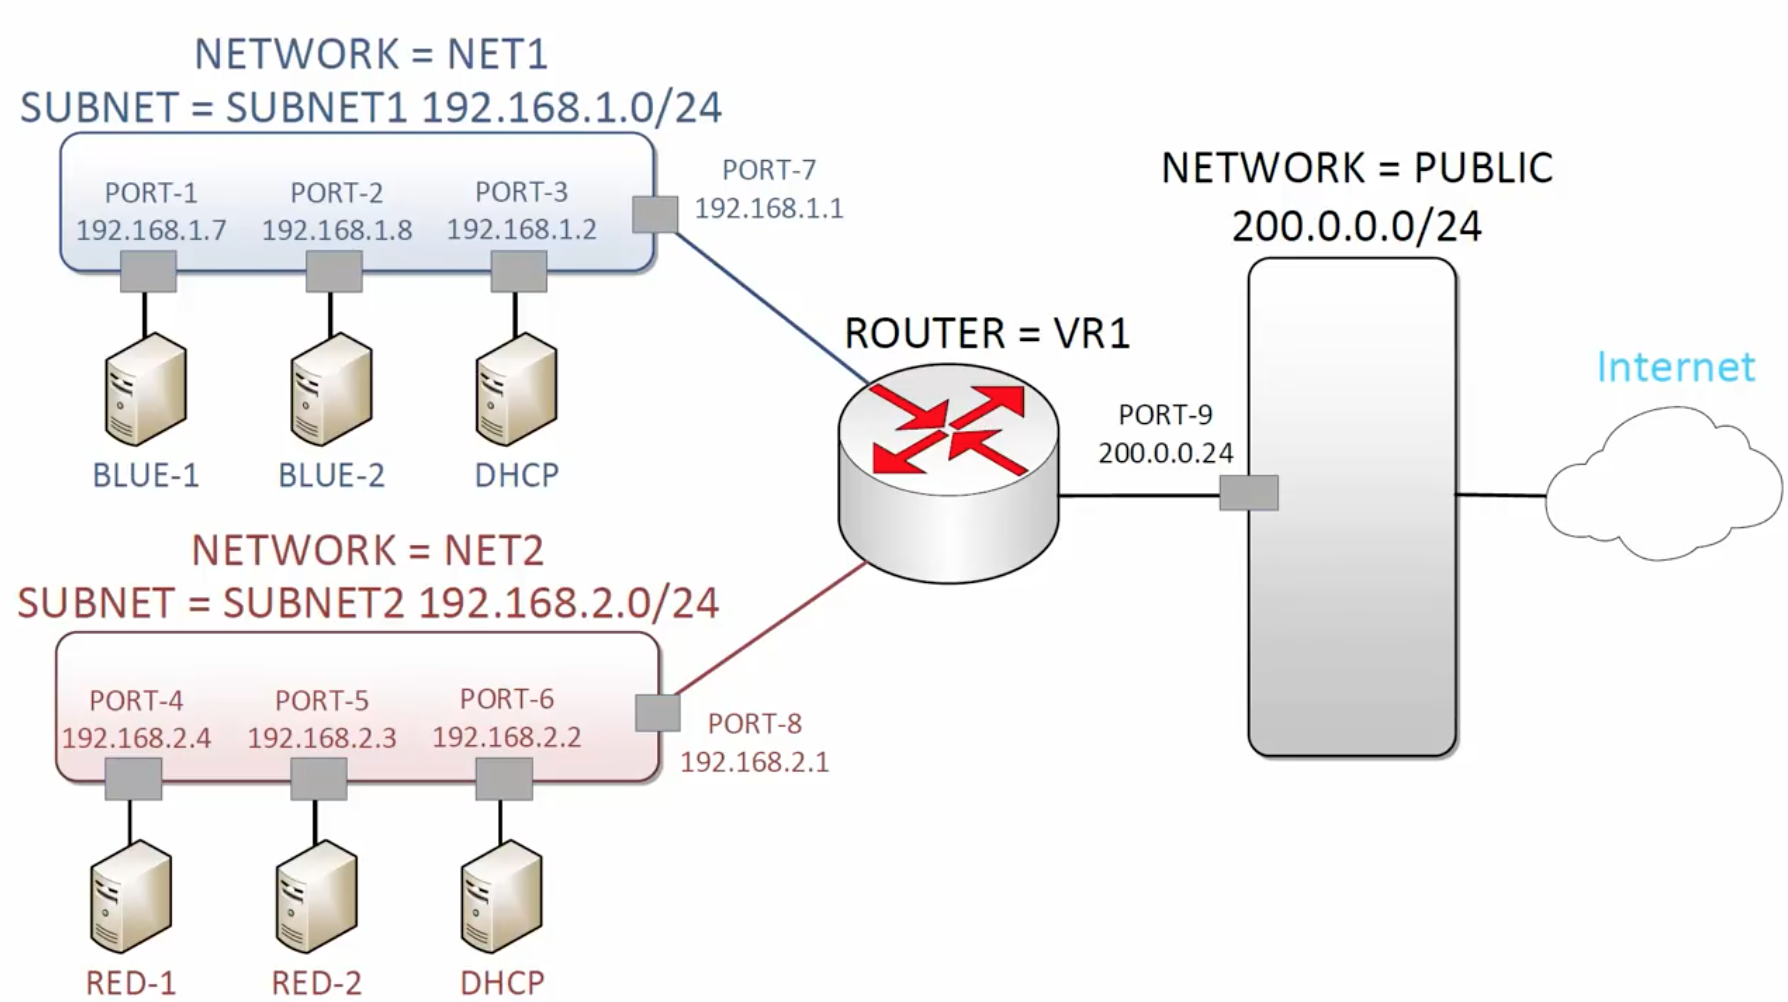 NETWORK = NET1
SUBNET = SUBNET1 192.168.1.0/24
PORT-1
192.168.1.7
PORT-2
192.168.1.8
PORT-3
192.168.1.2
PORT-7
192.168.1.1
BLUE-1
BLUE-2
DHCP
NETWORK = NET2
SUBNET = SUBNET2 192.168.2.0/24
PORT-4
192.168.2.4
PORT-5
192.168.2.3
PORT-6
192.168.2.2
PORT-8
192.168.2.1
RED-1
RED-2
DHCP
ROUTER = VR1
PORT-9
200.0.0.24
NETWORK = PUBLIC
200.0.0.0/24
Internet